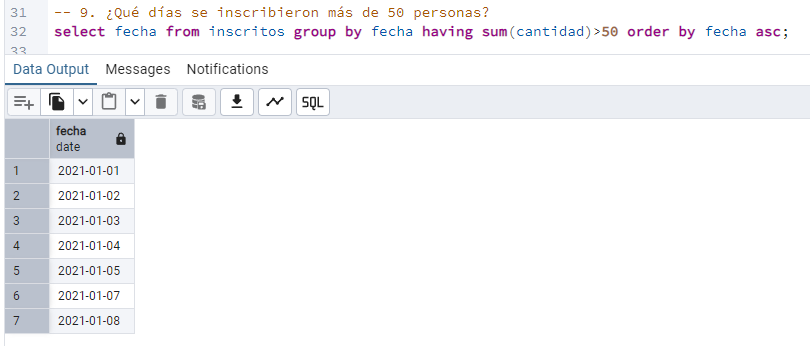 31 -- 9. ¿Qué días se inscribieron más de 50 personas?
32 select fecha from inscritos group by fecha having sum(cantidad)>50 order by fecha asc;
33
Data Output Messages Notifications
SQL
fecha
date
1 2021-01-01
2 2021-01-02
3 2021-01-03
4 2021-01-04
5 2021-01-05
6 2021-01-07
7 2021-01-08